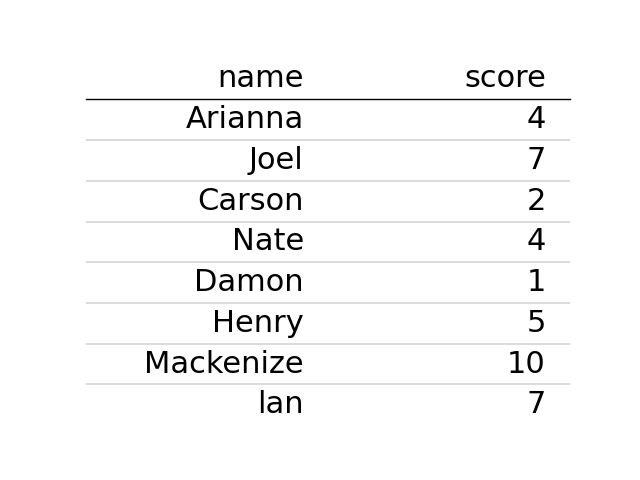 name score
Arianna 4
Joel 7
Carson 2
Nate 4
Damon 1
Henry 5
Mackenize 10
Ian 7